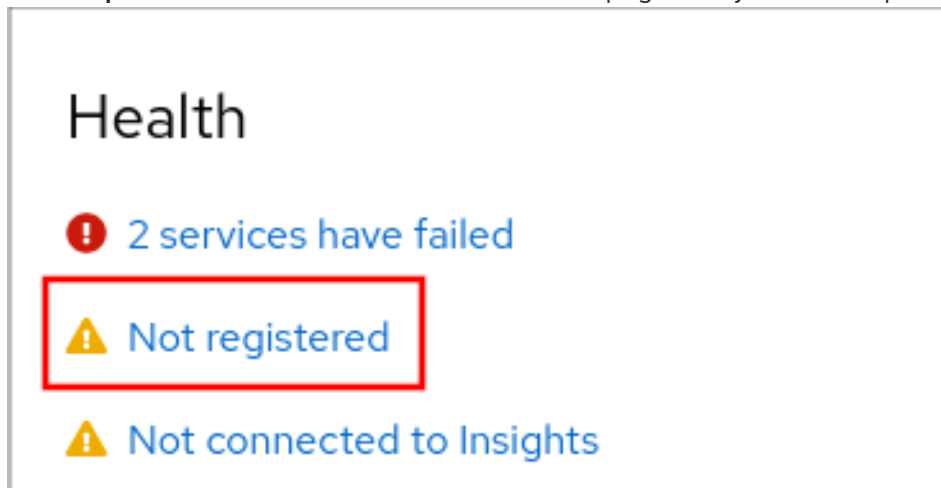 Health
2 services have failed
Not registered
Not connected to Insights